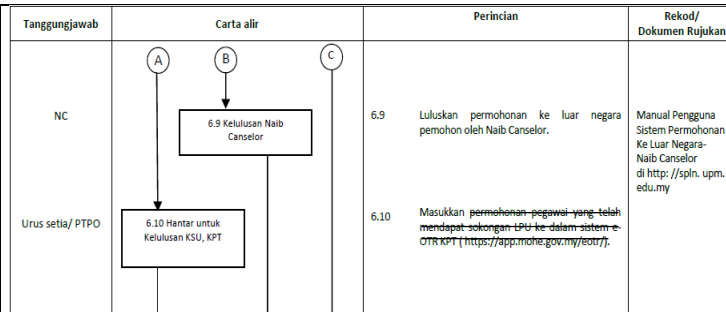 Tanggungjawab
Carta alir
Perincian
Rekod/
Dokumen Rujukan
A
B
C
NC
6.9 Kelulusan Naib
Canselor
6.9
Luluskan permohonan ke luar negara
pemohon oleh Naib Canselor.
Manual Pengguna
Sistem Permohonan
Ke Luar Negara-
Naib Canselor
di http: //spln. upm.
edu.my
Urus setia/ PTPO
6.10 Hantar untuk
Kelulusan KSU, KPT
6.10
Masukkan permohonan pegawai yang telah
mendapat sokongan LPU ke dalam sistem e-
OTR KPT ( https://app.mohe.gov.my/eotr/).